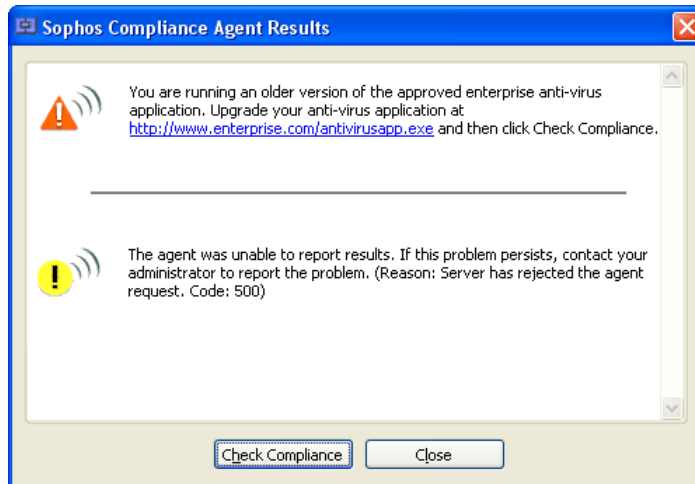 Sophos Compliance Agent Results
You are running an older version of the approved enterprise anti-virus
application. Upgrade your anti-virus application at
http://www.enterprise.com/antivirusapp.exe and then click Check Compliance.
The agent was unable to report results. If this problem persists, contact your
administrator to report the problem. (Reason: Server has rejected the agent
request. Code: 500)
Check Compliance
Close